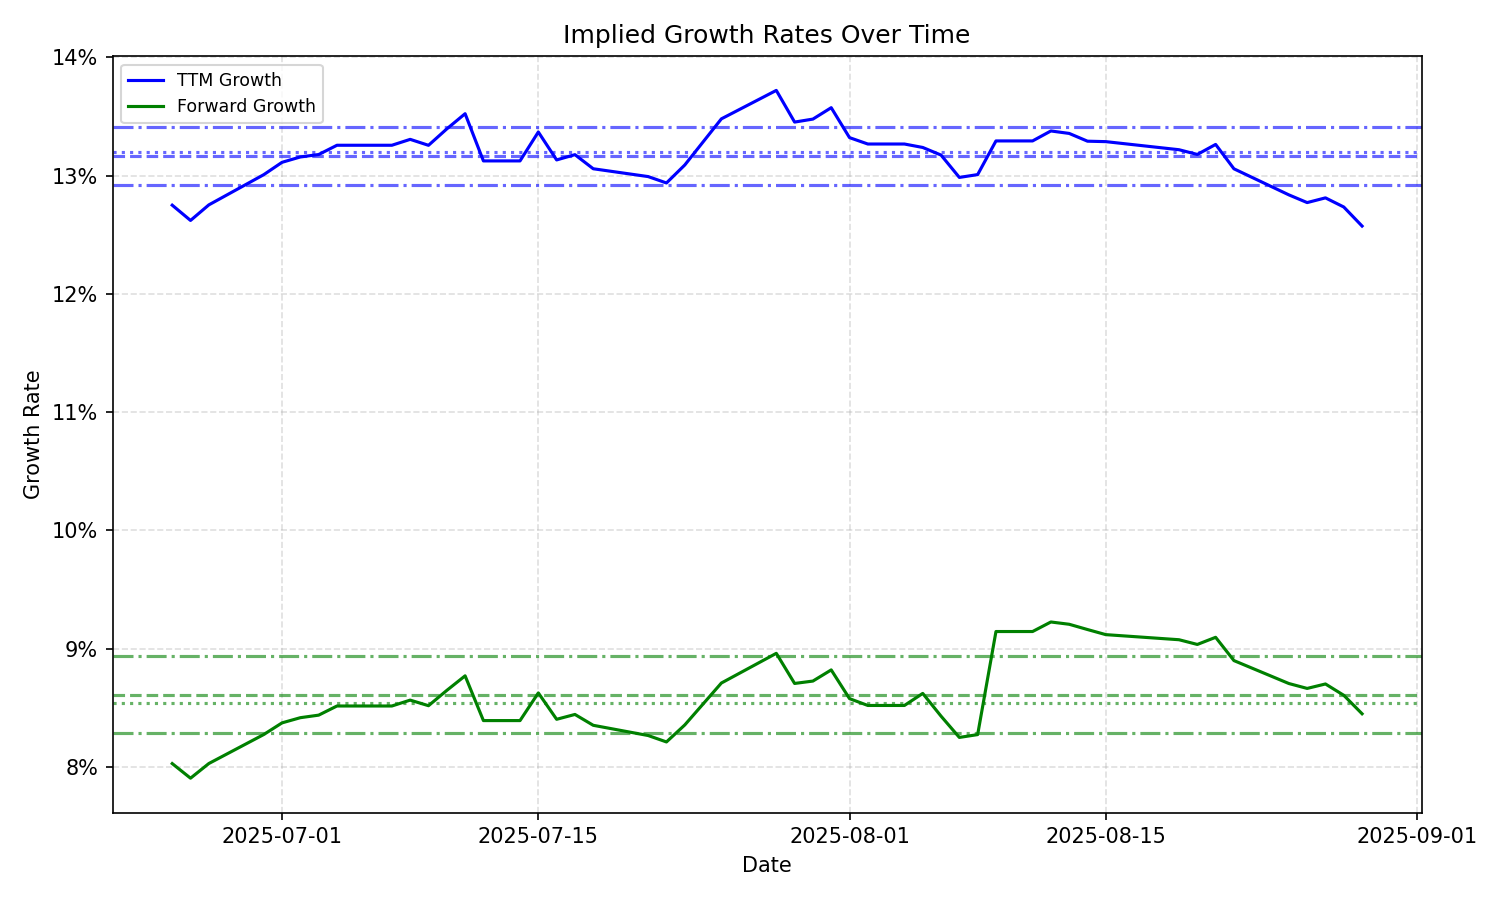 Implied Growth Rates Over Time
TTM Growth
Forward Growth
14%
13%
12%
11%
10%
9%
8%
Growth Rate
2025-07-01
2025-07-15
2025-08-01
2025-08-15
2025-09-01
Date